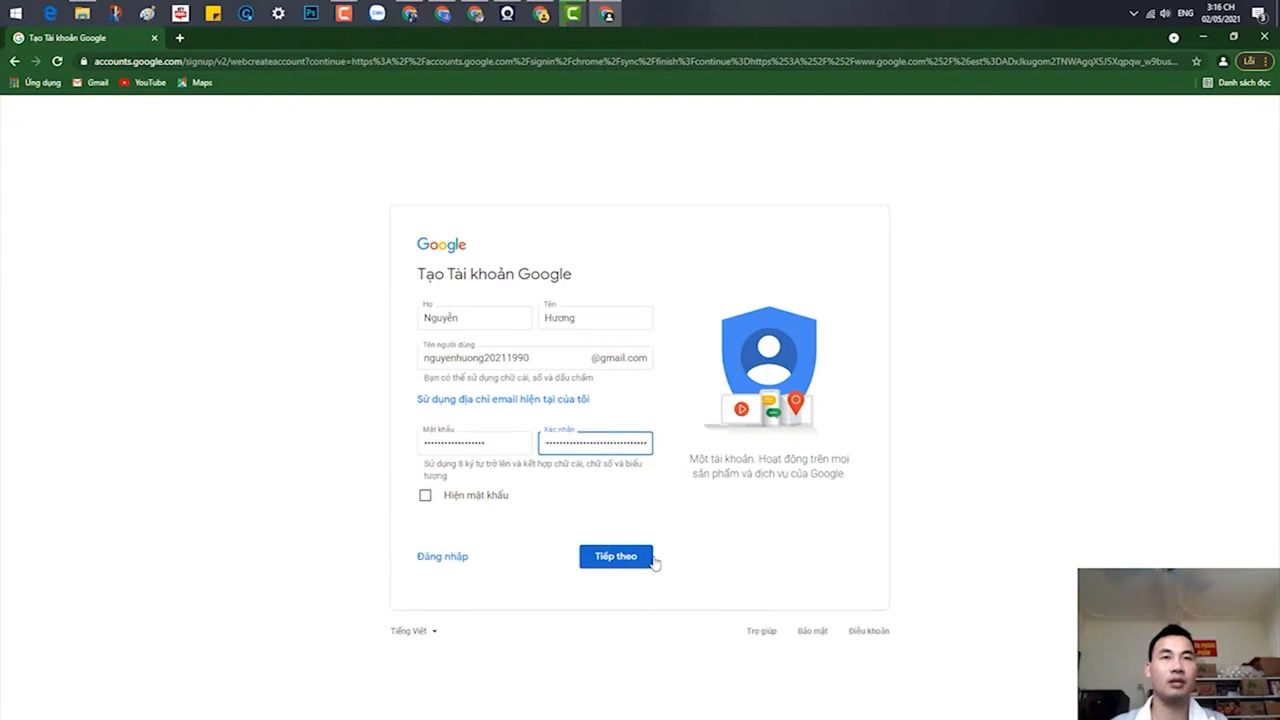 3:16 CH
ENG
02/05/2021
Tạo Tài khoản Google
accounts.google.com/signup/v2/webcreateaccount?continue=https%3A%2F%2Faccounts.google.com%2Fsignin%2Fchrome%2Fsync%2Ffinish%3Fcontinue%3Dhttps%253A%252F%252Fwww.google.com%252F%26est%3DADxJkugom2TNWAgqX5J5Xqpqw_w9bus...
Lỗi
Ứng dụng Gmail YouTube Maps Danh sách đọc
Google
Tạo Tài khoản Google
Họ Tên
Nguyễn Hương
Tên người dùng
nguyenhuong20211990 @gmail.com
Bạn có thể sử dụng chữ cái, số và dấu chấm
Sử dụng địa chỉ email hiện tại của tôi
Mật khẩu Xác nhận
Sử dụng 8 ký tự trở lên và kết hợp chữ cái, chữ số và biểu
tượng
Hiện mật khẩu
Một tài khoản. Hoạt động trên mọi
sản phẩm và dịch vụ của Google.
Đăng nhập Tiếp theo
Tiếng Việt Trợ giúp Bảo mật Điều khoản